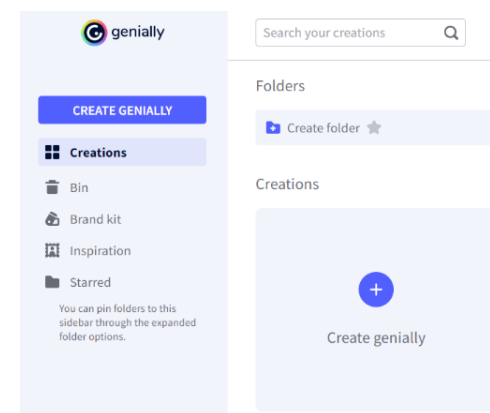 genially
CREATE GENIALLY
Creations
Bin
Brand kit
Inspiration
Starred
You can pin folders to this
sidebar through the expanded
folder options.
Search your creations
Folders
Create folder
Creations
Create genially